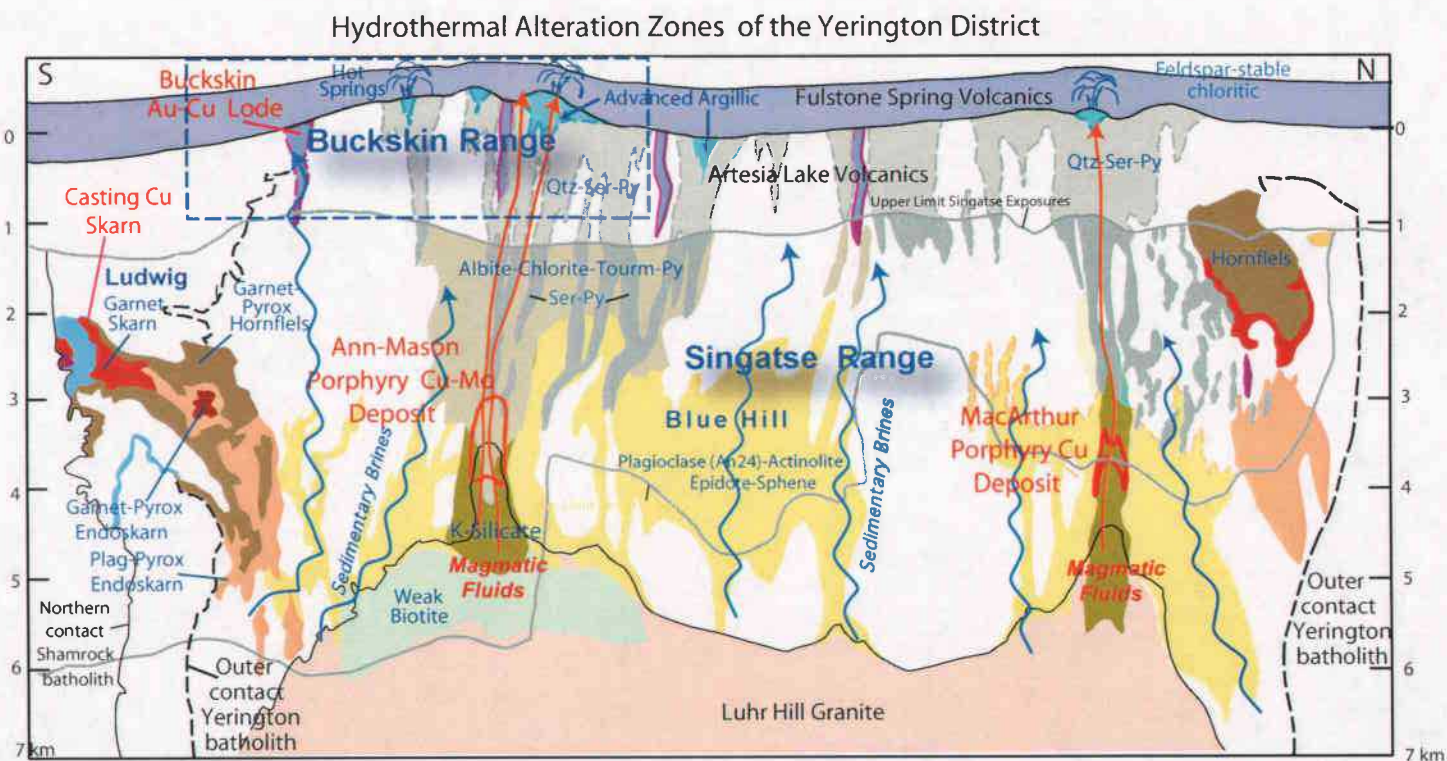 Hydrothermal Alteration Zones of the Yerington District
S
N
Buckskin
Au-Cu Lode
Hot
Springs
Advanced Argillic
Fulstone Spring Volcanics
Feldspar-stable
chloritic
0
0
Buckskin Range
Qtz-Ser-Py
Artesia Lake Volcanics
Qtz-Ser-Py
Casting Cu
Skarn
Upper Limit Singatse Exposures
1
1
Ludwig
Garnet
Skarn
Garnet-
Pyrox
Hornflels
Albite-Chlorite-Tourm-Py
Ser-Py
Hornflels
2
2
Ann-Mason
Porphyry Cu-Mo
Deposit
Singatse Range
3
3
Blue Hill
MacArthur
Porphyry Cu
Deposit
Sedimentary Brines
Plagioclase (An24)-Actinolite
Epidote-Sphene
Sedimentary Brines
4
4
Garnet-Pyrox
Endoskarn
Plag-Pyrox
Endoskarn
K-Silicate
Magmatic
Fluids
Magmatic
Fluids
5
5
Weak
Biotite
Northern
contact
Shamrock
batholith
Outer
contact
Yerington
batholith
6
6
Outer
contact
Yerington
batholith
Luhr Hill Granite
7 km
7 km